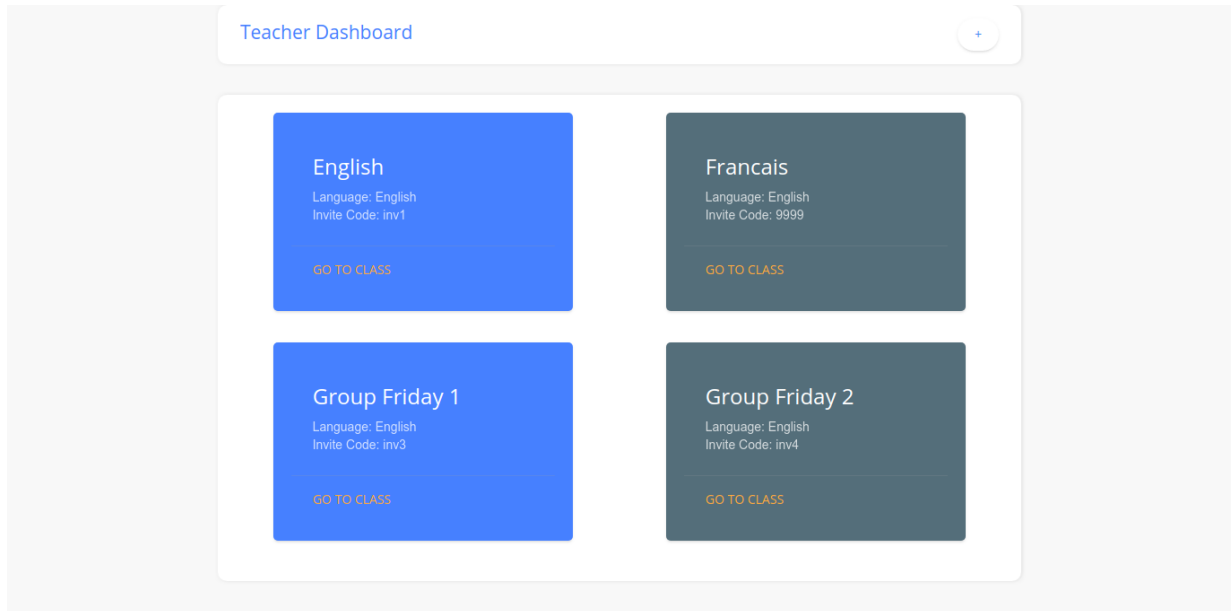 Teacher Dashboard
+
English
Language: English
Invite Code: inv1
GO TO CLASS
Francais
Language: English
Invite Code: 9999
GO TO CLASS
Group Friday 1
Language: English
Invite Code: inv3
GO TO CLASS
Group Friday 2
Language: English
Invite Code: inv4
GO TO CLASS